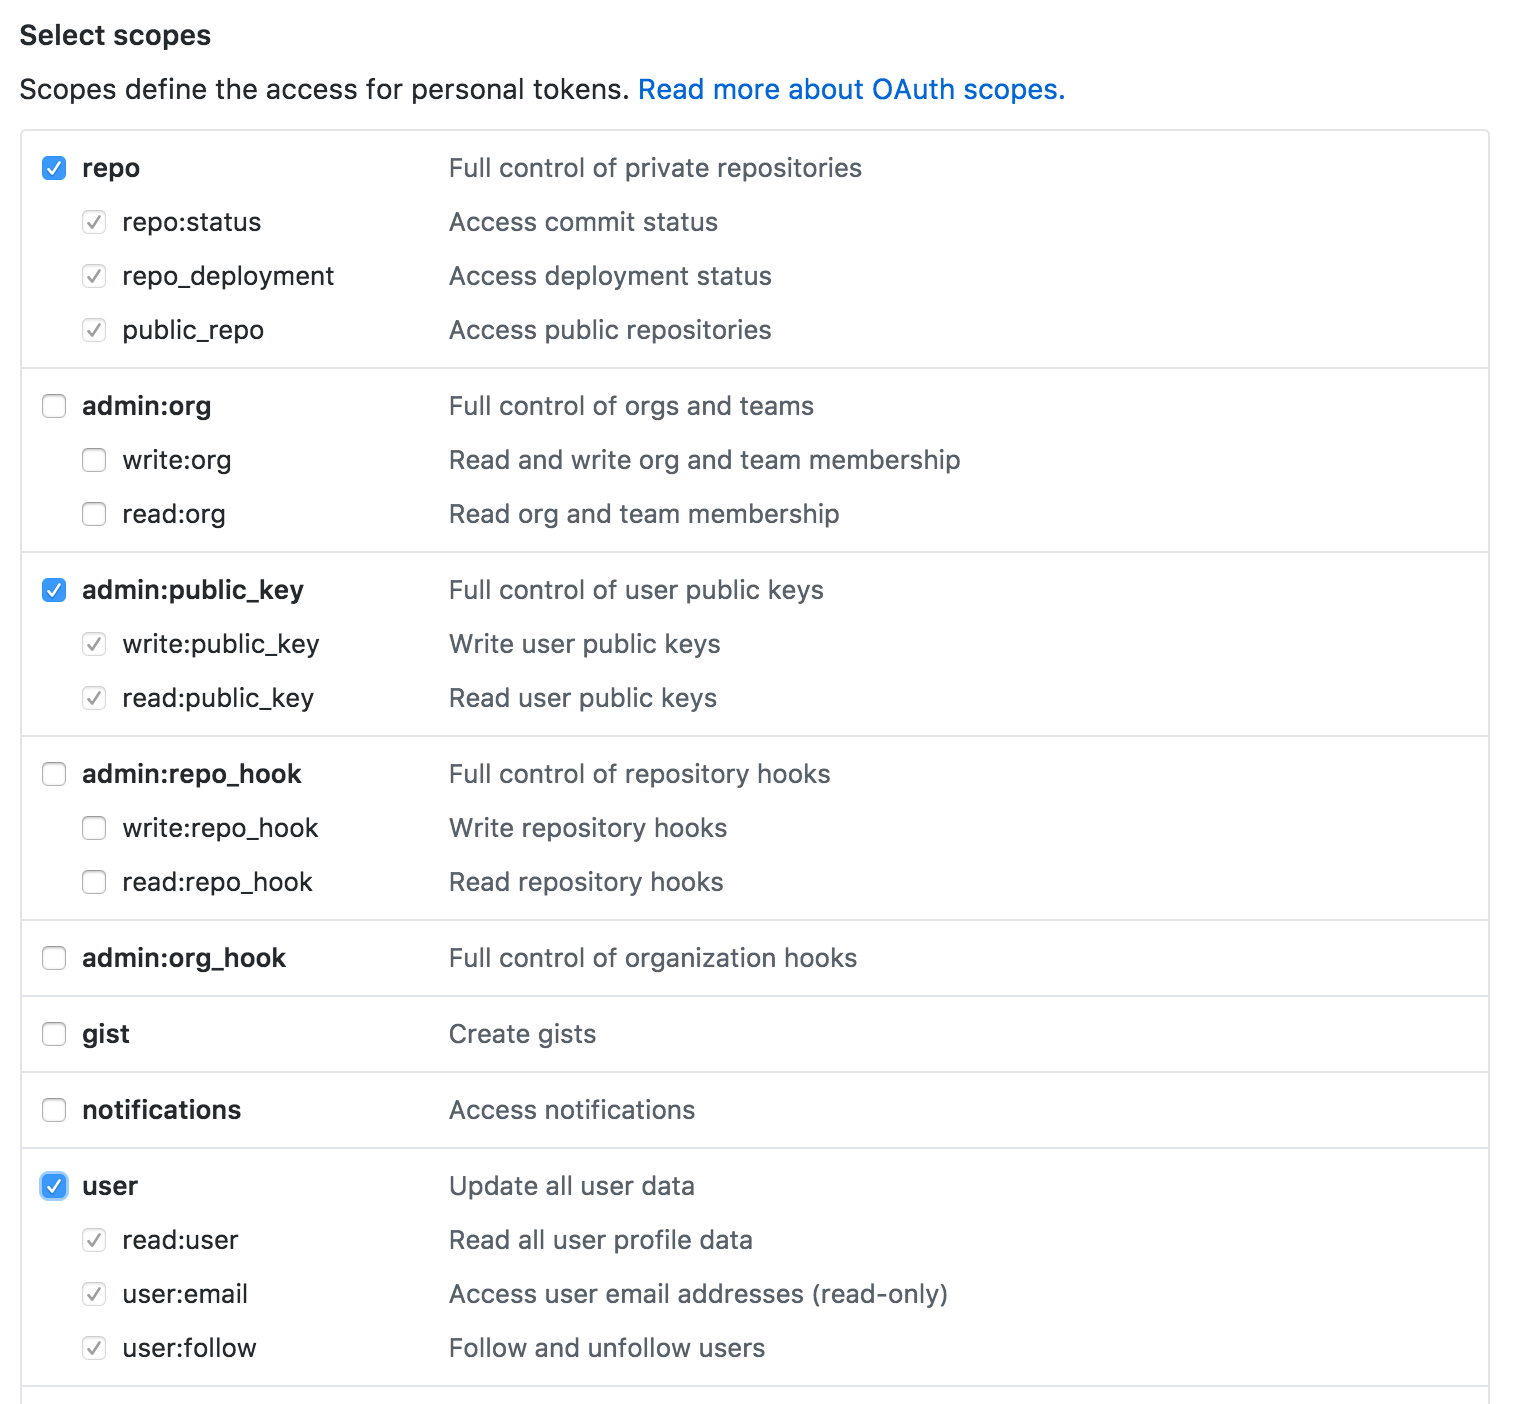 Select scopes
Scopes define the access for personal tokens. Read more about OAuth scopes.
repo Full control of private repositories
repo:status Access commit status
repo_deployment Access deployment status
public_repo Access public repositories
admin:org Full control of orgs and teams
write:org Read and write org and team membership
read:org Read org and team membership
admin:public_key Full control of user public keys
write:public_key Write user public keys
read:public_key Read user public keys
admin:repo_hook Full control of repository hooks
write:repo_hook Write repository hooks
read:repo_hook Read repository hooks
admin:org_hook Full control of organization hooks
gist Create gists
notifications Access notifications
user Update all user data
read:user Read all user profile data
user:email Access user email addresses (read-only)
user:follow Follow and unfollow users